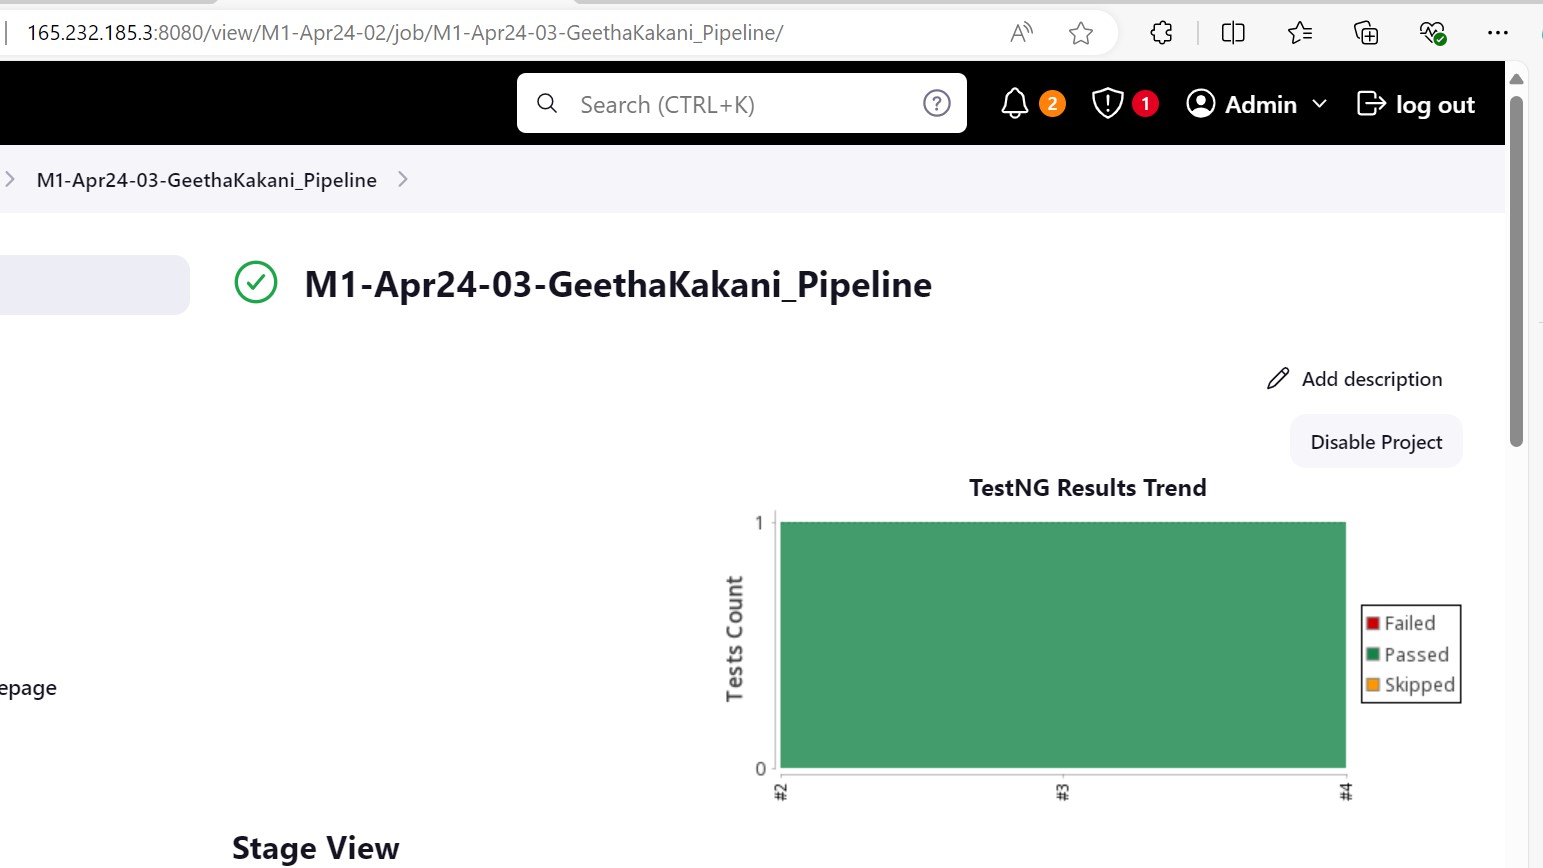 165.232.185.3:8080/view/M1-Apr24-02/job/M1-Apr24-03-GeethaKakani_Pipeline/
Search (CTRL+K)
2
1
Admin
log out
M1-Apr24-03-GeethaKakani_Pipeline
M1-Apr24-03-GeethaKakani_Pipeline
Add description
Disable Project
TestNG Results Trend
1
Tests Count
0
#2
#3
#4
Failed
Passed
Skipped
epage
Stage View